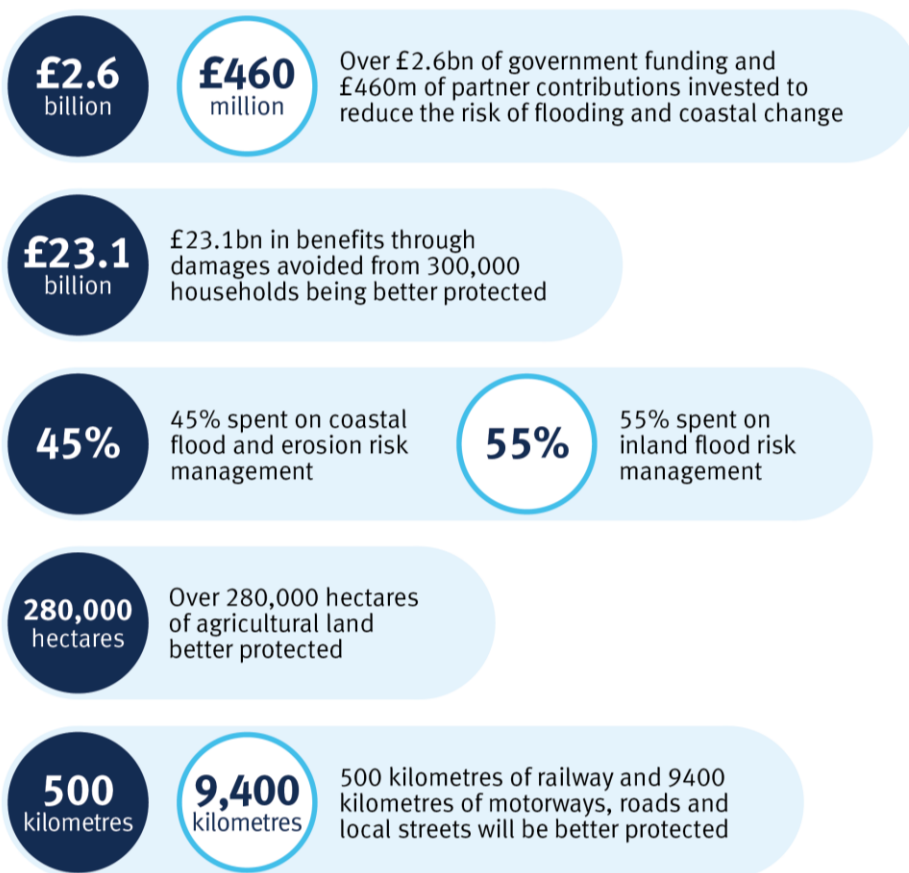 £2.6
billion
£460
million
Over £2.6bn of government funding and
£460m of partner contributions invested to
reduce the risk of flooding and coastal change
£23.1
billion
£23.1bn in benefits through
damages avoided from 300,000
households being better protected
45%
45% spent on coastal
flood and erosion risk
management
55%
55% spent on
inland flood risk
management
280,000
hectares
Over 280,000 hectares
of agricultural land
better protected
500
kilometres
9,400
kilometres
500 kilometres of railway and 9400
kilometres of motorways, roads and
local streets will be better protected